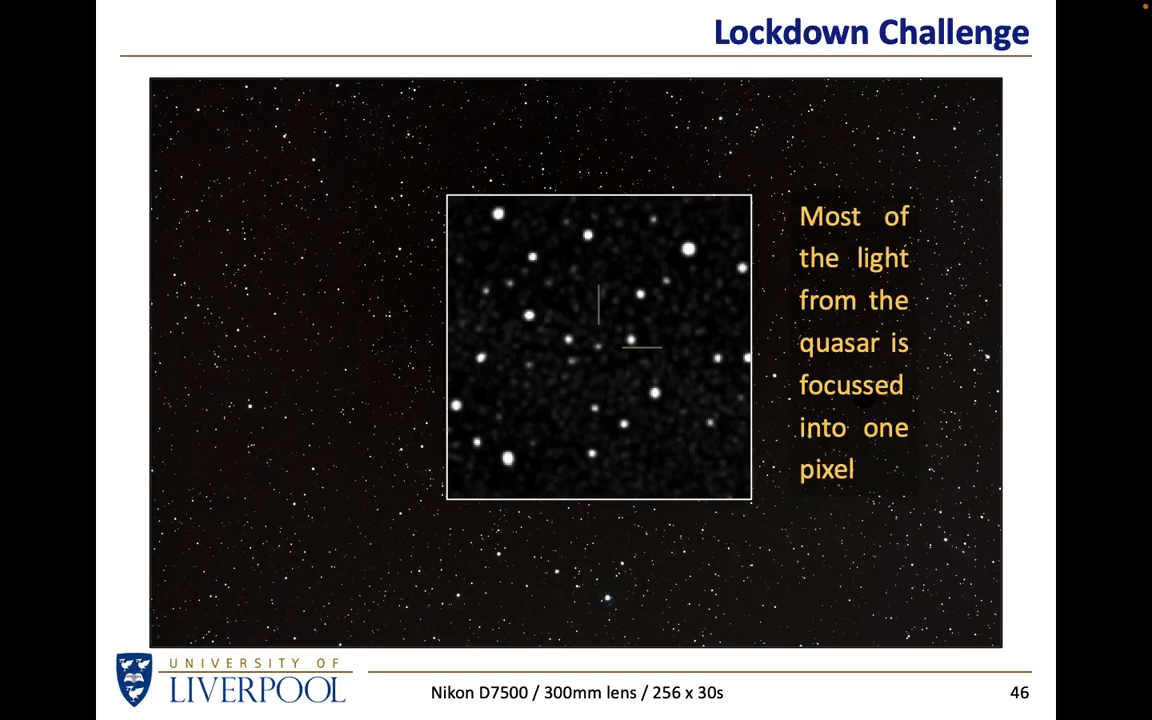 Lockdown Challenge
Most of
the light
from the
quasar is
focussed
into one
pixel
UNIVERSITY OF
LIVERPOOL
Nikon D7500 / 300mm lens / 256 x 30s
46